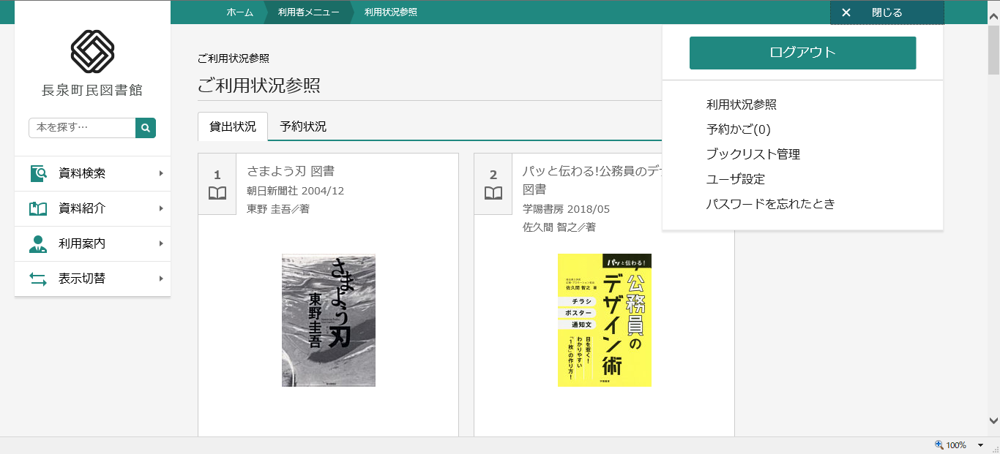 ホーム
利用者メニュー
利用状況参照
× 閉じる
長泉町民図書館
本を探す…
資料検索
資料紹介
利用案内
表示切替
ご利用状況参照
ご利用状況参照
貸出状況
予約状況
1
さまよう刃 図書
朝日新聞社 2004/12
東野 圭吾∥著
さまよう刃
東野圭吾
2
パッと伝わる!公務員のデ
図書
学陽書房 2018/05
佐久間 智之∥著
パッと伝わる!
公務員の
デザイン術
佐久間 智之 著
チラシ
ポスター
通知文
目を惹く!
わかりやすい
「1枚」の作り方!
学陽書房
ログアウト
利用状況参照
予約かご(0)
ブックリスト管理
ユーザ設定
パスワードを忘れたとき
100%